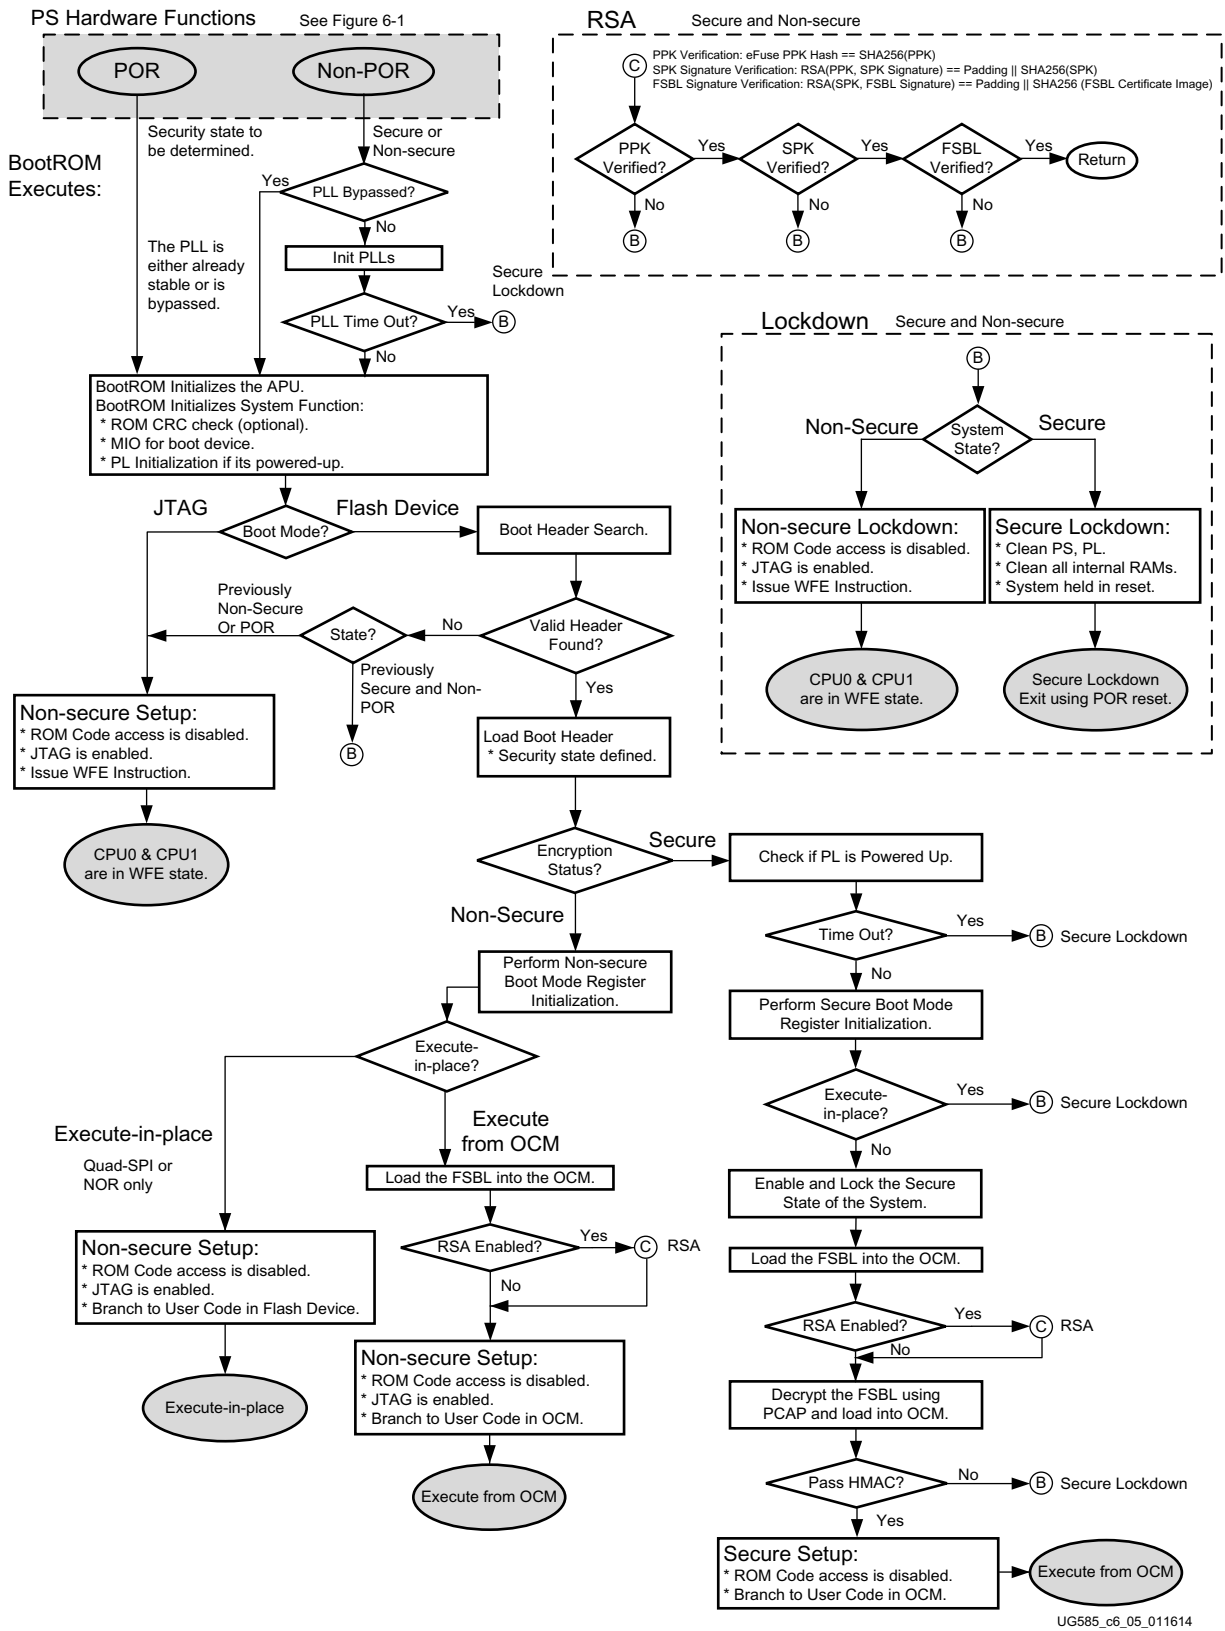 PS Hardware Functions
See Figure 6-1
POR
Non-POR
Security state to
be determined.
Secure or
Non-secure
BootROM
Executes:
Yes
PLL Bypassed?
No
The PLL is
either already
stable or is
bypassed.
Init PLLs
Secure
Lockdown
PLL Time Out?
Yes
B
No
BootROM Initializes the APU.
BootROM Initializes System Function:
* ROM CRC check (optional).
* MIO for boot device.
* PL Initialization if its powered-up.
RSA
Secure and Non-secure
C
PPK Verification: eFuse PPK Hash == SHA256(PPK)
SPK Signature Verification: RSA(PPK, SPK Signature) == Padding || SHA256(SPK)
FSBL Signature Verification: RSA(SPK, FSBL Signature) == Padding || SHA256 (FSBL Certificate Image)
PPK
Verified?
Yes
SPK
Verified?
Yes
FSBL
Verified?
Yes
Return
No
No
No
B
B
B
Lockdown
Secure and Non-secure
B
Non-Secure
System
State?
Secure
Non-secure Lockdown:
* ROM Code access is disabled.
* JTAG is enabled.
* Issue WFE Instruction.
Secure Lockdown:
* Clean PS, PL.
* Clean all internal RAMs.
* System held in reset.
CPU0 & CPU1
are in WFE state.
Secure Lockdown
Exit using POR reset.
JTAG
Boot Mode?
Flash Device
Boot Header Search.
Previously
Non-Secure
Or POR
State?
No
Valid Header
Found?
Previously
Secure and Non-
POR
Yes
B
Non-secure Setup:
* ROM Code access is disabled.
* JTAG is enabled.
* Issue WFE Instruction.
Load Boot Header
* Security state defined.
CPU0 & CPU1
are in WFE state.
Encryption
Status?
Secure
Check if PL is Powered Up.
Non-Secure
Time Out?
Yes
B
Secure Lockdown
No
Perform Non-secure
Boot Mode Register
Initialization.
Perform Secure Boot Mode
Register Initialization.
Execute-
in-place?
Execute-
in-place?
Yes
B
Secure Lockdown
No
Execute-in-place
Quad-SPI or
NOR only
Execute
from OCM
Load the FSBL into the OCM.
Enable and Lock the Secure
State of the System.
RSA Enabled?
Yes
C
RSA
No
Load the FSBL into the OCM.
Non-secure Setup:
* ROM Code access is disabled.
* JTAG is enabled.
* Branch to User Code in Flash Device.
RSA Enabled?
Yes
C
RSA
No
Non-secure Setup:
* ROM Code access is disabled.
* JTAG is enabled.
* Branch to User Code in OCM.
Decrypt the FSBL using
PCAP and load into OCM.
Execute-in-place
Execute from OCM
Pass HMAC?
No
B
Secure Lockdown
Yes
Secure Setup:
* ROM Code access is disabled.
* Branch to User Code in OCM.
Execute from OCM
UG585_c6_05_011614